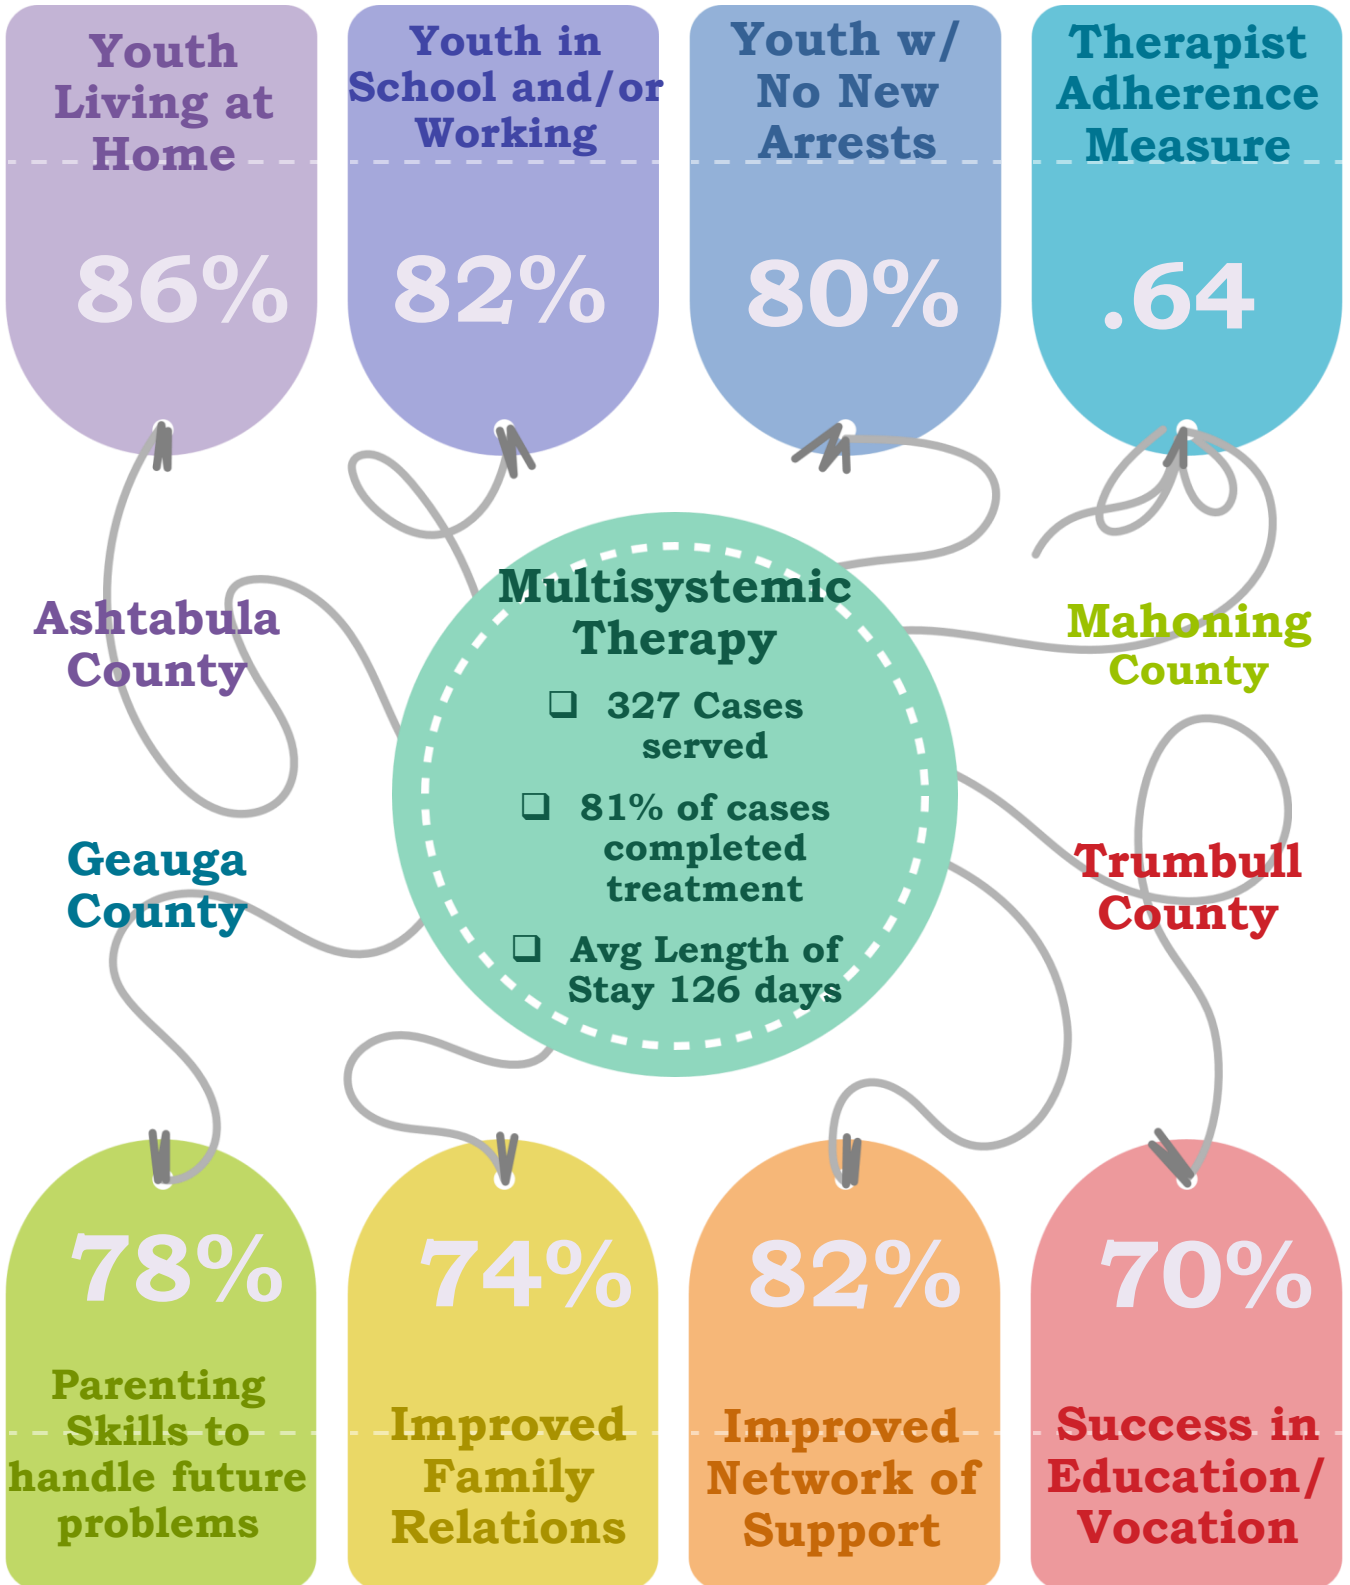 Youth
Living at
Home
86%
Youth in
School and/or
Working
82%
Youth w/
No New
Arrests
80%
Therapist
Adherence
Measure
.64
Ashtabula
County
Geauga
County
Multisystemic
Therapy
❑ 327 Cases
served
❑ 81% of cases
completed
treatment
❑ Avg Length of
Stay 126 days
Mahoning
County
Trumbull
County
78%
Parenting
Skills to
handle future
problems
74%
Improved
Family
Relations
82%
Improved
Network of
Support
70%
Success in
Education/
Vocation